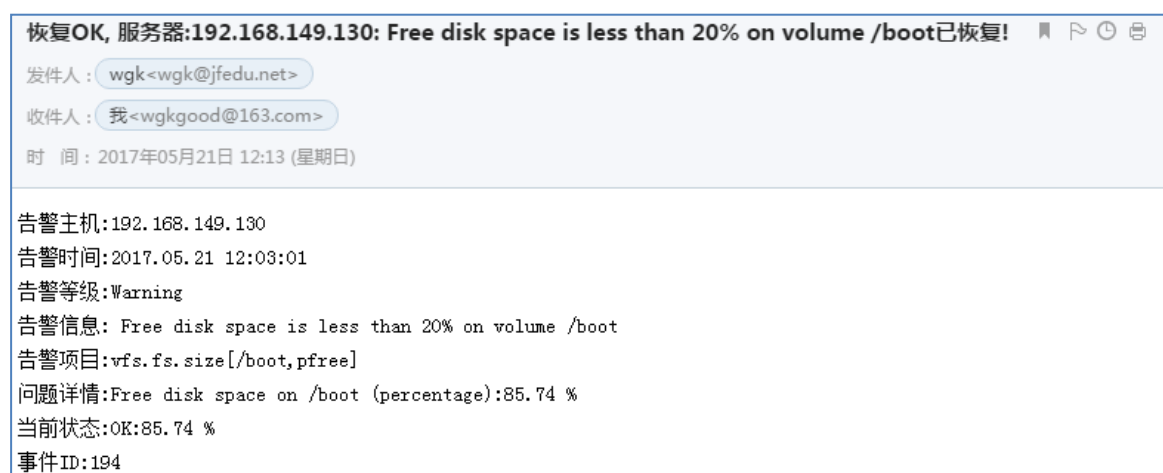 恢复OK, 服务器:192.168.149.130: Free disk space is less than 20% on volume /boot已恢复!
发件人：wgk<wgk@jfedu.net>
收件人：我<wgkgood@163.com>
时 间：2017年05月21日 12:13 (星期日)
告警主机:192.168.149.130
告警时间:2017.05.21 12:03:01
告警等级:Warning
告警信息: Free disk space is less than 20% on volume /boot
告警项目:vfs.fs.size[/boot,pfree]
问题详情:Free disk space on /boot (percentage):85.74 %
当前状态:OK:85.74 %
事件ID:194